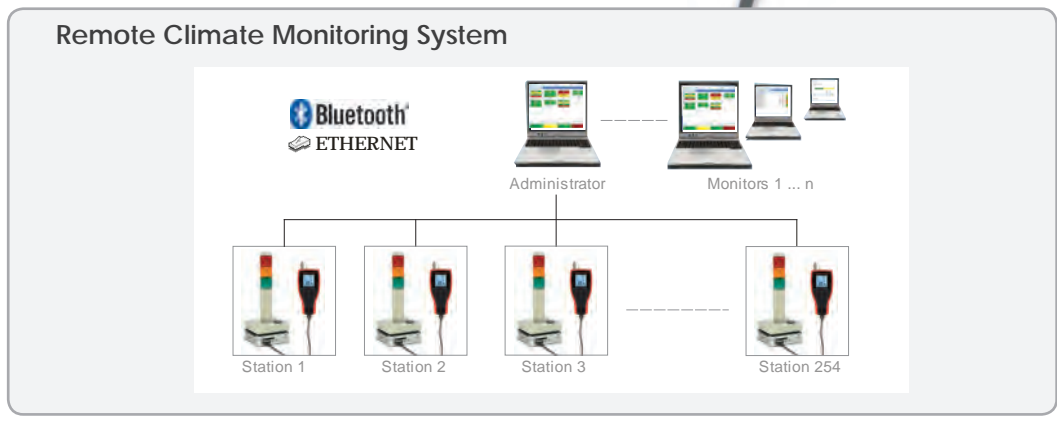 Remote Climate Monitoring System
Bluetooth
ETHERNET
Administrator
Monitors 1 ... n
Station 1
Station 2
Station 3
Station 254